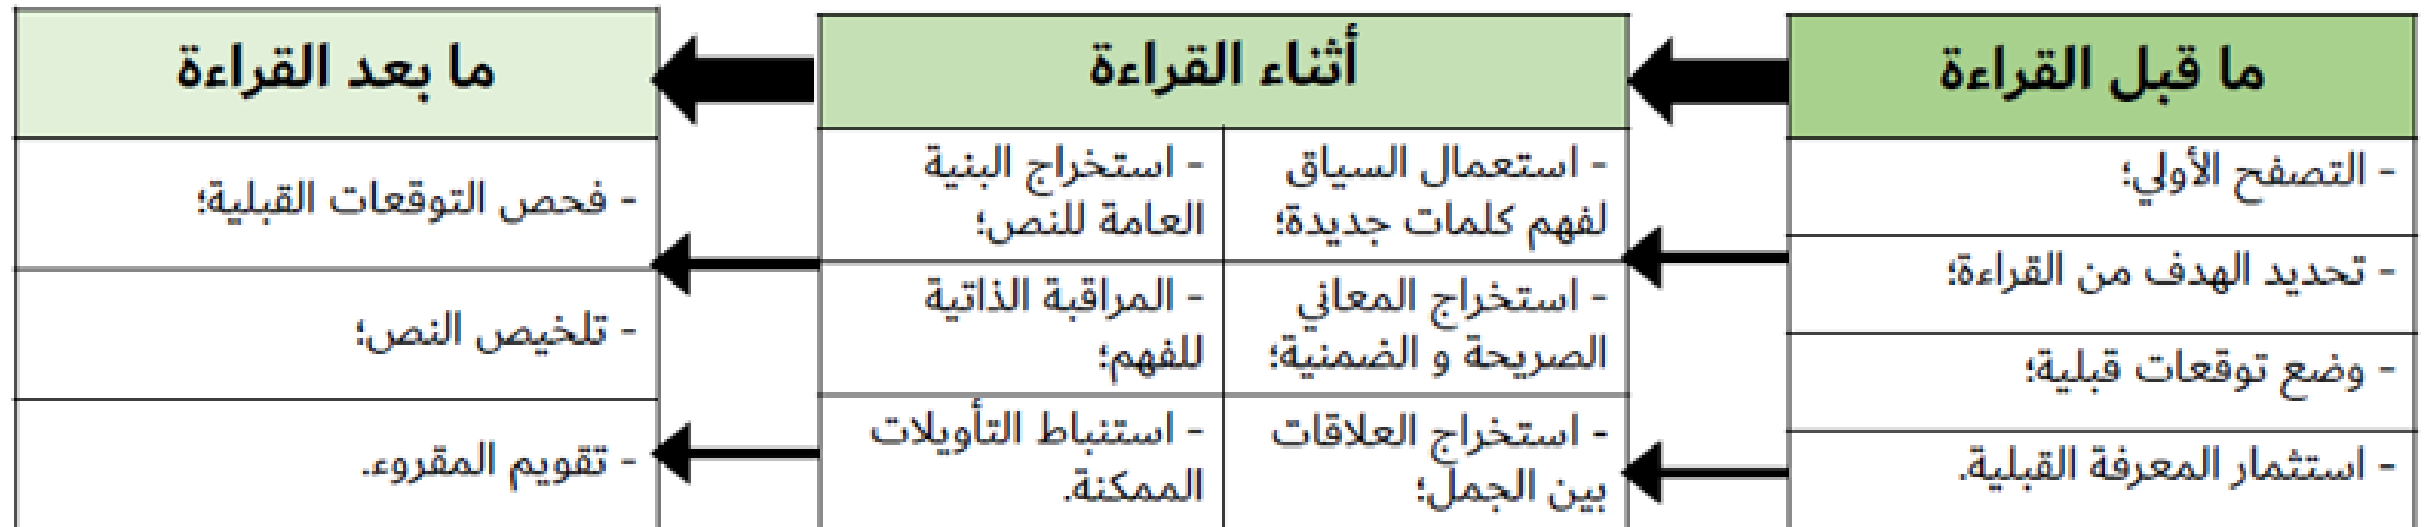 ما قبل القراءة
- التصفح الأولي؛
- تحديد الهدف من القراءة؛
- وضع توقعات قبلية؛
- استثمار المعرفة القبلية.
أثناء القراءة
- استعمال السياق
لفهم كلمات جديدة؛
- استخراج المعاني
الصريحة و الضمنية؛
- استخراج العلاقات
بين الجمل؛
- استخراج البنية
العامة للنص؛
- المراقبة الذاتية
للفهم؛
- استنباط التأويلات
الممكنة.
ما بعد القراءة
- فحص التوقعات القبلية؛
- تلخيص النص؛
- تقويم المقروء.